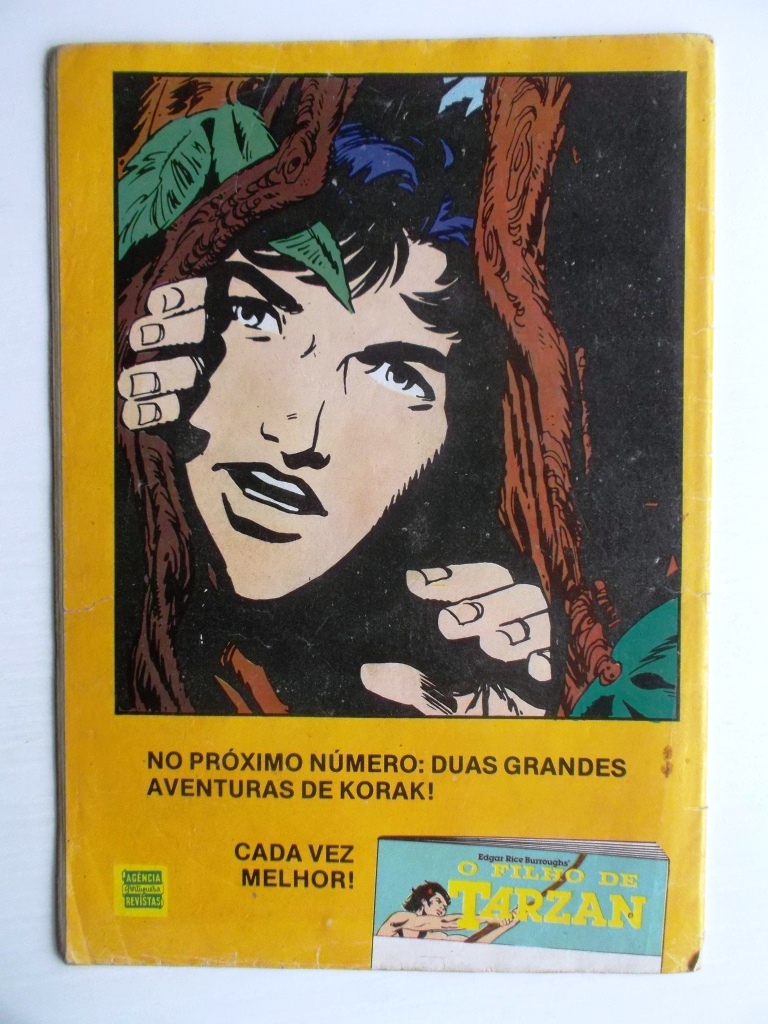 NO PRÓXIMO NÚMERO: DUAS GRANDES
AVENTURAS DE KORAK!
CADA VEZ
MELHOR!
AGÊNCIA
Portuguesa
REVISTAS
Edgar Rice Burroughs'
O FILHO DE
TARZAN